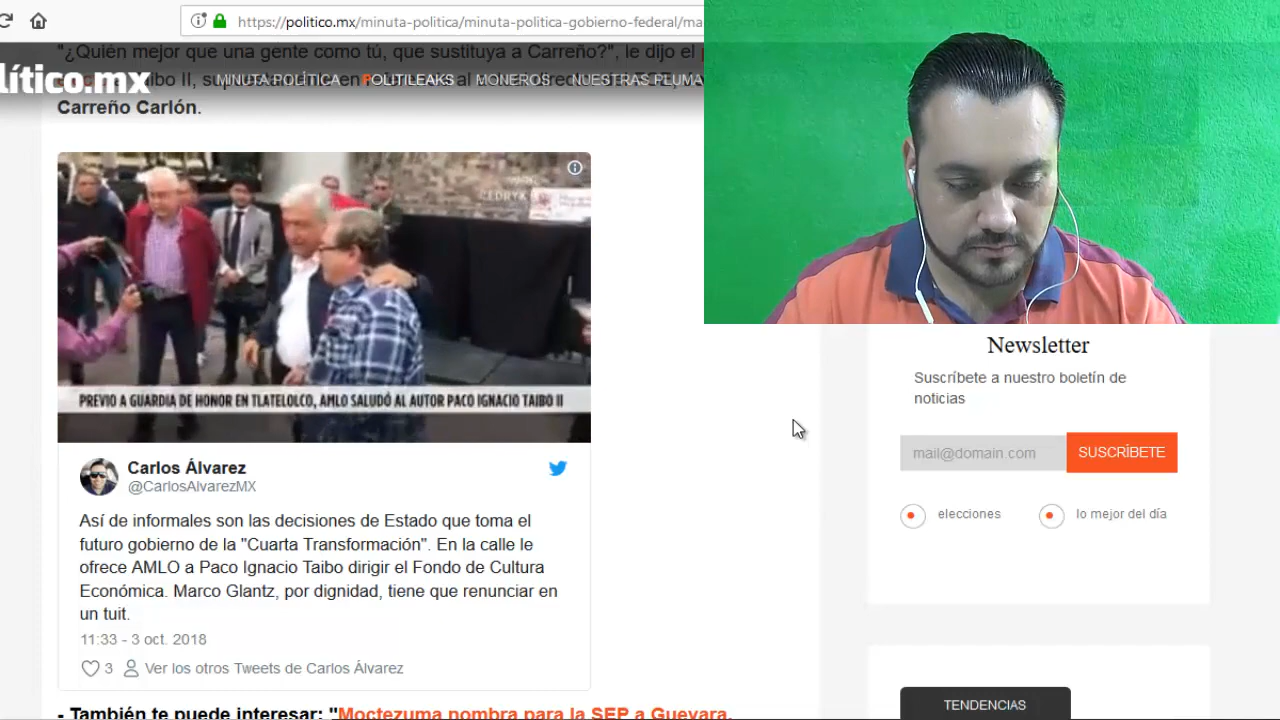 https://politico.mx/minuta-politica/minuta-politica-gobierno-federal/ma
"¿Quién mejor que una gente como tú, que sustituya a Carreño?", le dijo el
lítico.mx MINUTA POLÍTICA POLITILEAKS MONEROS NUESTRAS PLUMA
Carreño Carlón.
PREVIO A GUARDIA DE HONOR EN TLATELOLCO, AMLO SALUDÓ AL AUTOR PACO IGNACIO TAIBO II
Carlos Álvarez
@CarlosAlvarezMX
Así de informales son las decisiones de Estado que toma el
futuro gobierno de la "Cuarta Transformación". En la calle le
ofrece AMLO a Paco Ignacio Taibo dirigir el Fondo de Cultura
Económica. Marco Glantz, por dignidad, tiene que renunciar en
un tuit.
11:33 - 3 oct. 2018
3 Ver los otros Tweets de Carlos Álvarez
- También te puede interesar: "Moctezuma nombra para la SEP a Guevara,
Newsletter
Suscríbete a nuestro boletín de
noticias
mail@domain.com SUSCRÍBETE
elecciones lo mejor del día
TENDENCIAS